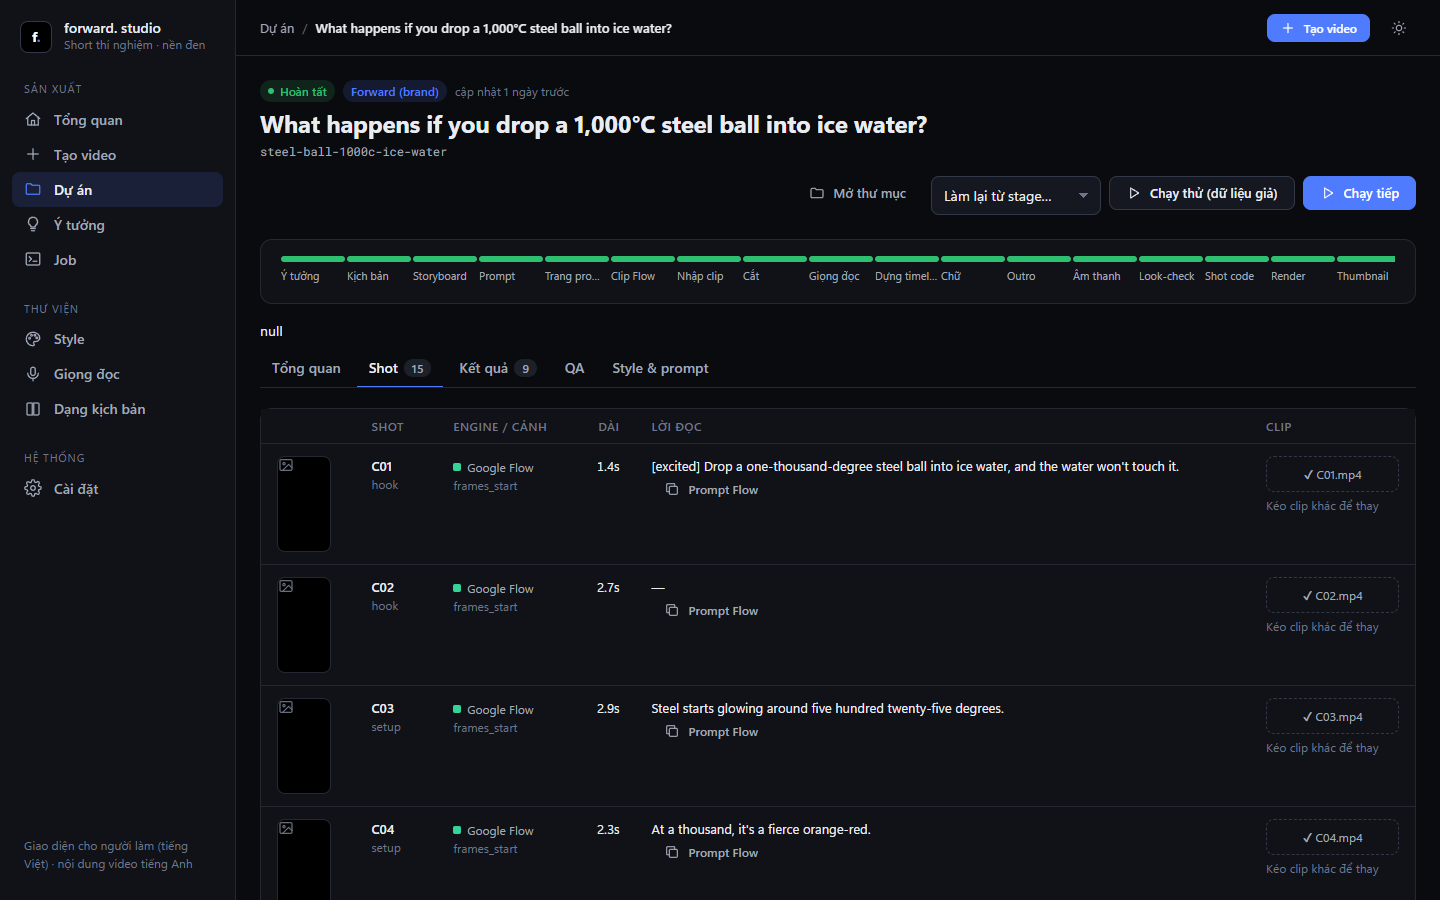 f.
forward. studio
Short thí nghiệm · nền đen
SẢN XUẤT
Tổng quan
Tạo video
Dự án
Ý tưởng
Job
THƯ VIỆN
Style
Giọng đọc
Dạng kịch bản
HỆ THỐNG
Cài đặt
Giao diện cho người làm (tiếng
Việt) · nội dung video tiếng Anh
Dự án / What happens if you drop a 1,000°C steel ball into ice water?
Tạo video
Hoàn tất Forward (brand) cập nhật 1 ngày trước
What happens if you drop a 1,000°C steel ball into ice water?
steel-ball-1000c-ice-water
Mở thư mục Làm lại từ stage... Chạy thử (dữ liệu giả) Chạy tiếp
Ý tưởng Kịch bản Storyboard Prompt Trang pro... Clip Flow Nhập clip Cắt Giọng đọc Dựng timel... Chữ Outro Âm thanh Look-check Shot code Render Thumbnail
null
Tổng quan Shot 15 Kết quả 9 QA Style & prompt
SHOT ENGINE / CẢNH DÀI LỜI ĐỌC CLIP
C01 Google Flow 1.4s [excited] Drop a one-thousand-degree steel ball into ice water, and the water won't touch it. ✓ C01.mp4
hook frames_start Prompt Flow Kéo clip khác để thay
C02 Google Flow 2.7s — ✓ C02.mp4
hook frames_start Prompt Flow Kéo clip khác để thay
C03 Google Flow 2.9s Steel starts glowing around five hundred twenty-five degrees. ✓ C03.mp4
setup frames_start Prompt Flow Kéo clip khác để thay
C04 Google Flow 2.3s At a thousand, it's a fierce orange-red. ✓ C04.mp4
setup frames_start Prompt Flow Kéo clip khác để thay